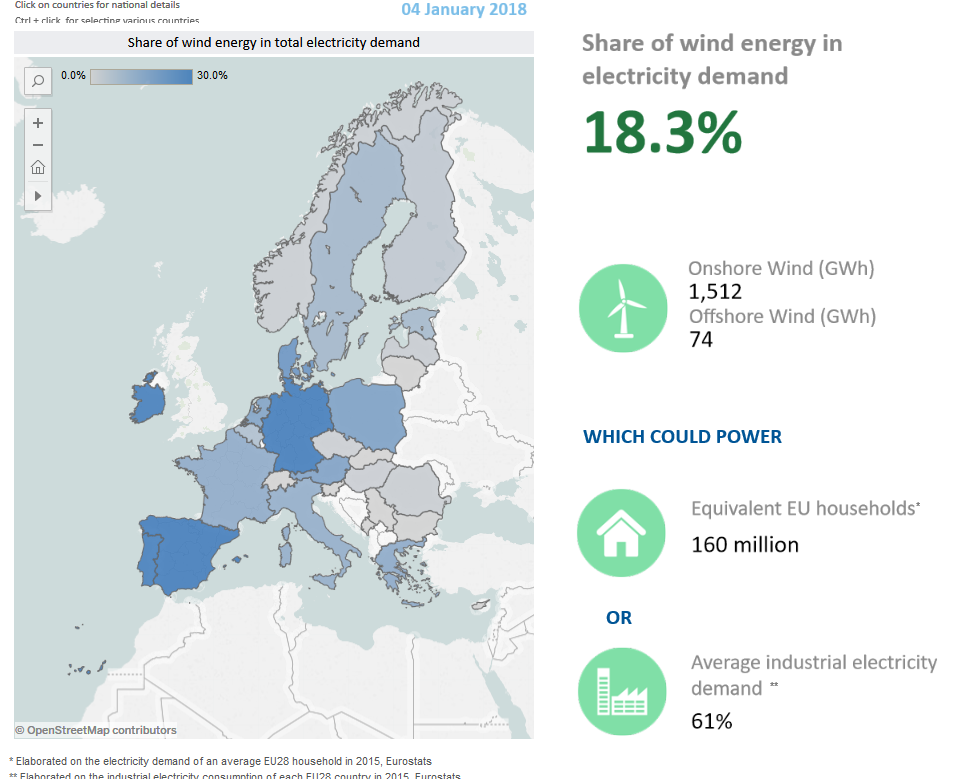 Click on countries for national details
Ctrl + click for selecting various countries
04 January 2018
Share of wind energy in total electricity demand
0.0%
30.0%
Share of wind energy in
electricity demand
18.3%
Onshore Wind (GWh)
1,512
Offshore Wind (GWh)
74
WHICH COULD POWER
Equivalent EU households*
160 million
OR
Average industrial electricity
demand **
61%
© OpenStreetMap contributors
* Elaborated on the electricity demand of an average EU28 household in 2015, Eurostats
** Elaborated on the industrial electricity consumption of each EU28 country in 2015, Eurostats